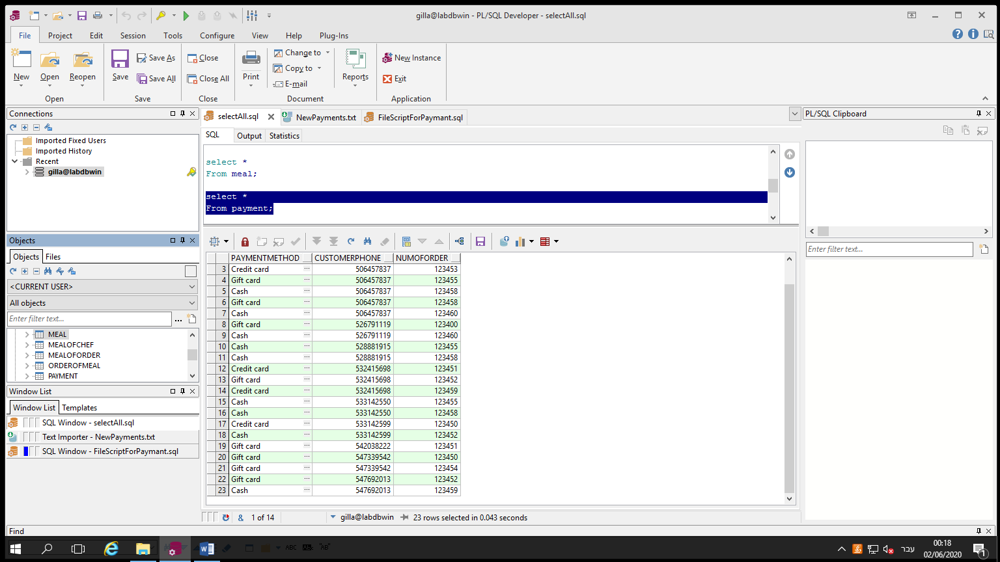 gilla@labdbwin - PL/SQL Developer - selectAll.sql
File Project Edit Session Tools Configure View Help Plug-Ins
New Open Reopen
Open
Save Save As Save All
Save
Close Close All
Close
Print Change to Copy to E-mail Reports
Document
New Instance
Exit
Application
Connections
Imported Fixed Users
Imported History
Recent
gilla@labdbwin
Objects
Objects Files
<CURRENT USER>
All objects
Enter filter text...
MEAL
MEALOFCHEF
MEALOFORDER
ORDEROFMEAL
PAYMENT
Window List
Window List Templates
SQL Window - selectAll.sql
Text Importer - NewPayments.txt
SQL Window - FileScriptForPaymant.sql
selectAll.sql NewPayments.txt FileScriptForPaymant.sql
SQL Output Statistics
select *
From meal;
select *
From payment;
PAYMENTMETHOD CUSTOMERPHONE NUMOFORDER
3 Credit card ... 506457837 123453
4 Gift card ... 506457837 123455
5 Cash ... 506457837 123458
6 Gift card ... 506457837 123458
7 Cash ... 506457837 123460
8 Gift card ... 526791119 123400
9 Cash ... 526791119 123460
10 Cash ... 528881915 123455
11 Cash ... 528881915 123458
12 Credit card ... 532415698 123451
13 Gift card ... 532415698 123452
14 Credit card ... 532415698 123459
15 Cash ... 533142550 123455
16 Cash ... 533142550 123458
17 Credit card ... 533142599 123450
18 Cash ... 533142599 123452
19 Gift card ... 542038222 123451
20 Gift card ... 547339542 123450
21 Gift card ... 547339542 123454
22 Gift card ... 547692013 123452
23 Cash ... 547692013 123459
& 1 of 14 gilla@labdbwin 23 rows selected in 0.043 seconds
PL/SQL Clipboard
Enter filter text...
Find
ABC "AB"
עבר
00:18
02/06/2020
1